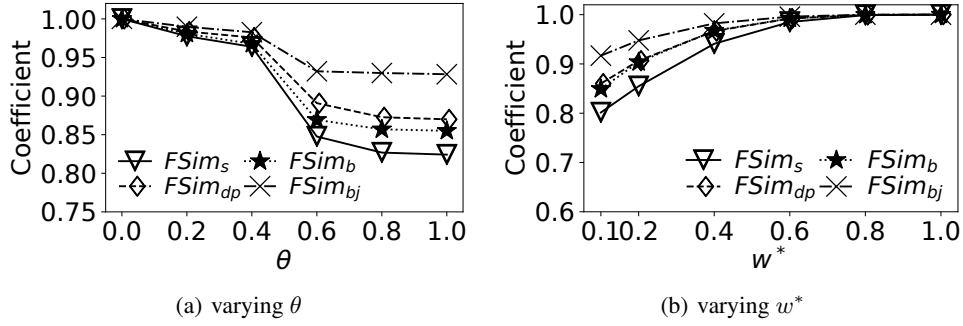 1.00
0.95
0.90
0.85
0.80
0.75
Coefficient
FSim_s
FSim_b
FSim_dp
FSim_bj
0.0 0.2 0.4 0.6 0.8 1.0
θ
(a) varying θ
1.0
0.9
0.8
0.7
0.6
Coefficient
FSim_s
FSim_b
FSim_dp
FSim_bj
0.1 0.2 0.4 0.6 0.8 1.0
w*
(b) varying w*